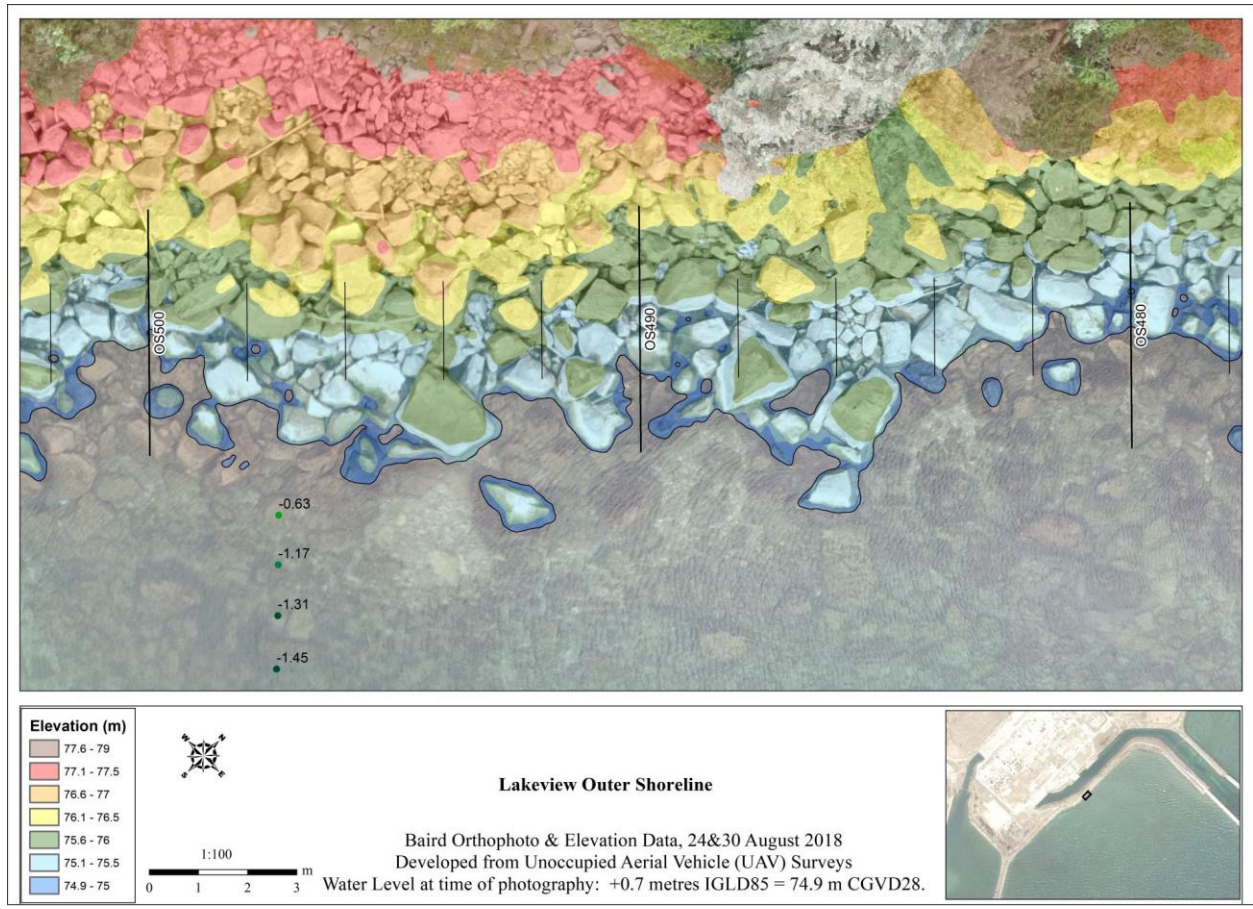 OS500
OS490
OS480
-0.63
-1.17
-1.31
-1.45
Elevation (m)
77.6 - 79
77.1 - 77.5
76.6 - 77
76.1 - 76.5
75.6 - 76
75.1 - 75.5
74.9 - 75
W N
S E
1:100
0 1 2 3 m
Lakeview Outer Shoreline
Baird Orthophoto & Elevation Data, 24&30 August 2018
Developed from Unoccupied Aerial Vehicle (UAV) Surveys
Water Level at time of photography: +0.7 metres IGLD85 = 74.9 m CGVD28.